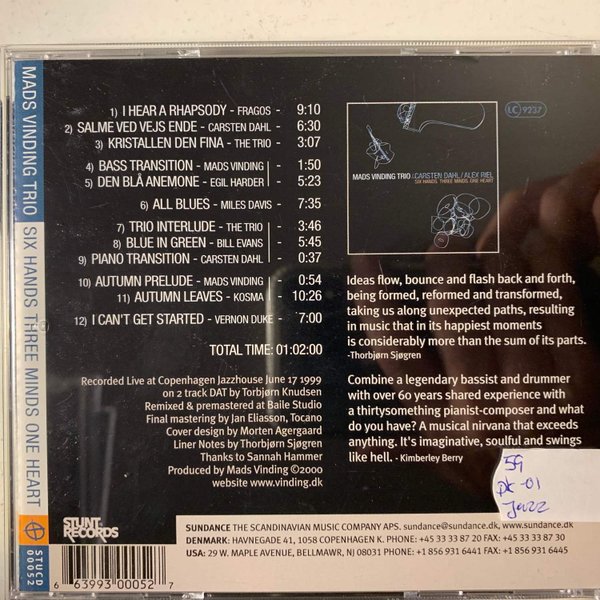 MADS VINDING TRIO SIX HANDS THREE MINDS ONE HEART
STUCD
00052
1) I HEAR A RHAPSODY - FRAGOS - 9:10
2) SALME VED VEJS ENDE - CARSTEN DAHL - 6:30
3) KRISTALLEN DEN FINA - THE TRIO - 3:07
4) BASS TRANSITION - MADS VINDING - 1:50
5) DEN BLÅ ANEMONE - EGIL HARDER - 5:23
6) ALL BLUES - MILES DAVIS - 7:35
7) TRIO INTERLUDE - THE TRIO - 3:46
8) BLUE IN GREEN - BILL EVANS - 5:45
9) PIANO TRANSITION - CARSTEN DAHL - 0:37
10) AUTUMN PRELUDE - MADS VINDING - 0:54
11) AUTUMN LEAVES - KOSMA - 10:26
12) I CAN'T GET STARTED - VERNON DUKE - 7:00
TOTAL TIME: 01:02:00
Recorded Live at Copenhagen Jazzhouse June 17 1999
on 2 track DAT by Torbjørn Knudsen
Remixed & premastered at Baile Studio
Final mastering by Jan Eliasson, Tocano
Cover design by Morten Agergaard
Liner Notes by Thorbjørn Sjøgren
Thanks to Sannah Hammer
Produced by Mads Vinding ©2000
website www.vinding.dk
LC 9237
MADS VINDING TRIO/CARSTEN DAHL/ALEX RIEL
SIX HANDS THREE MINDS ONE HEART
Ideas flow, bounce and flash back and forth,
being formed, reformed and transformed,
taking us along unexpected paths, resulting
in music that in its happiest moments
is considerably more than the sum of its parts.
-Thorbjørn Sjøgren
Combine a legendary bassist and drummer
with over 60 years shared experience with
a thirtysomething pianist-composer and what
do you have? A musical nirvana that exceeds
anything. It's imaginative, soulful and swings
like hell. - Kimberley Berry
59
pk-01
Jazz
STUNT
RECORDS
SUNDANCE THE SCANDINAVIAN MUSIC COMPANY APS. sundance@sundance.dk, www.sundance.dk
DENMARK: HAVNEGADE 41, 1058 COPENHAGEN K. PHONE: +45 33 33 87 20 FAX: +45 33 33 87 30
USA: 29 W. MAPLE AVENUE, BELLMAWR, NJ 08031 PHONE: +1 856 931 6441 FAX: +1 856 931 6445
6 63993 00052 7